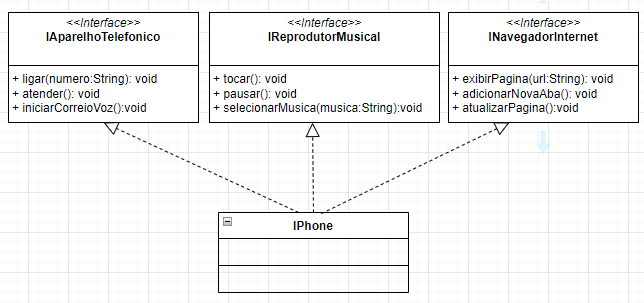 <<Interface>>
IAparelhoTelefonico
+ ligar(numero:String): void
+ atender(): void
+ iniciarCorreioVoz():void
<<Interface>>
IReprodutorMusical
+ tocar(): void
+ pausar(): void
+ selecionarMusica(musica:String):void
<<Interface>>
INavegadorInternet
+ exibirPagina(url:String): void
+ adicionarNovaAba(): void
+ atualizarPagina():void
IPhone